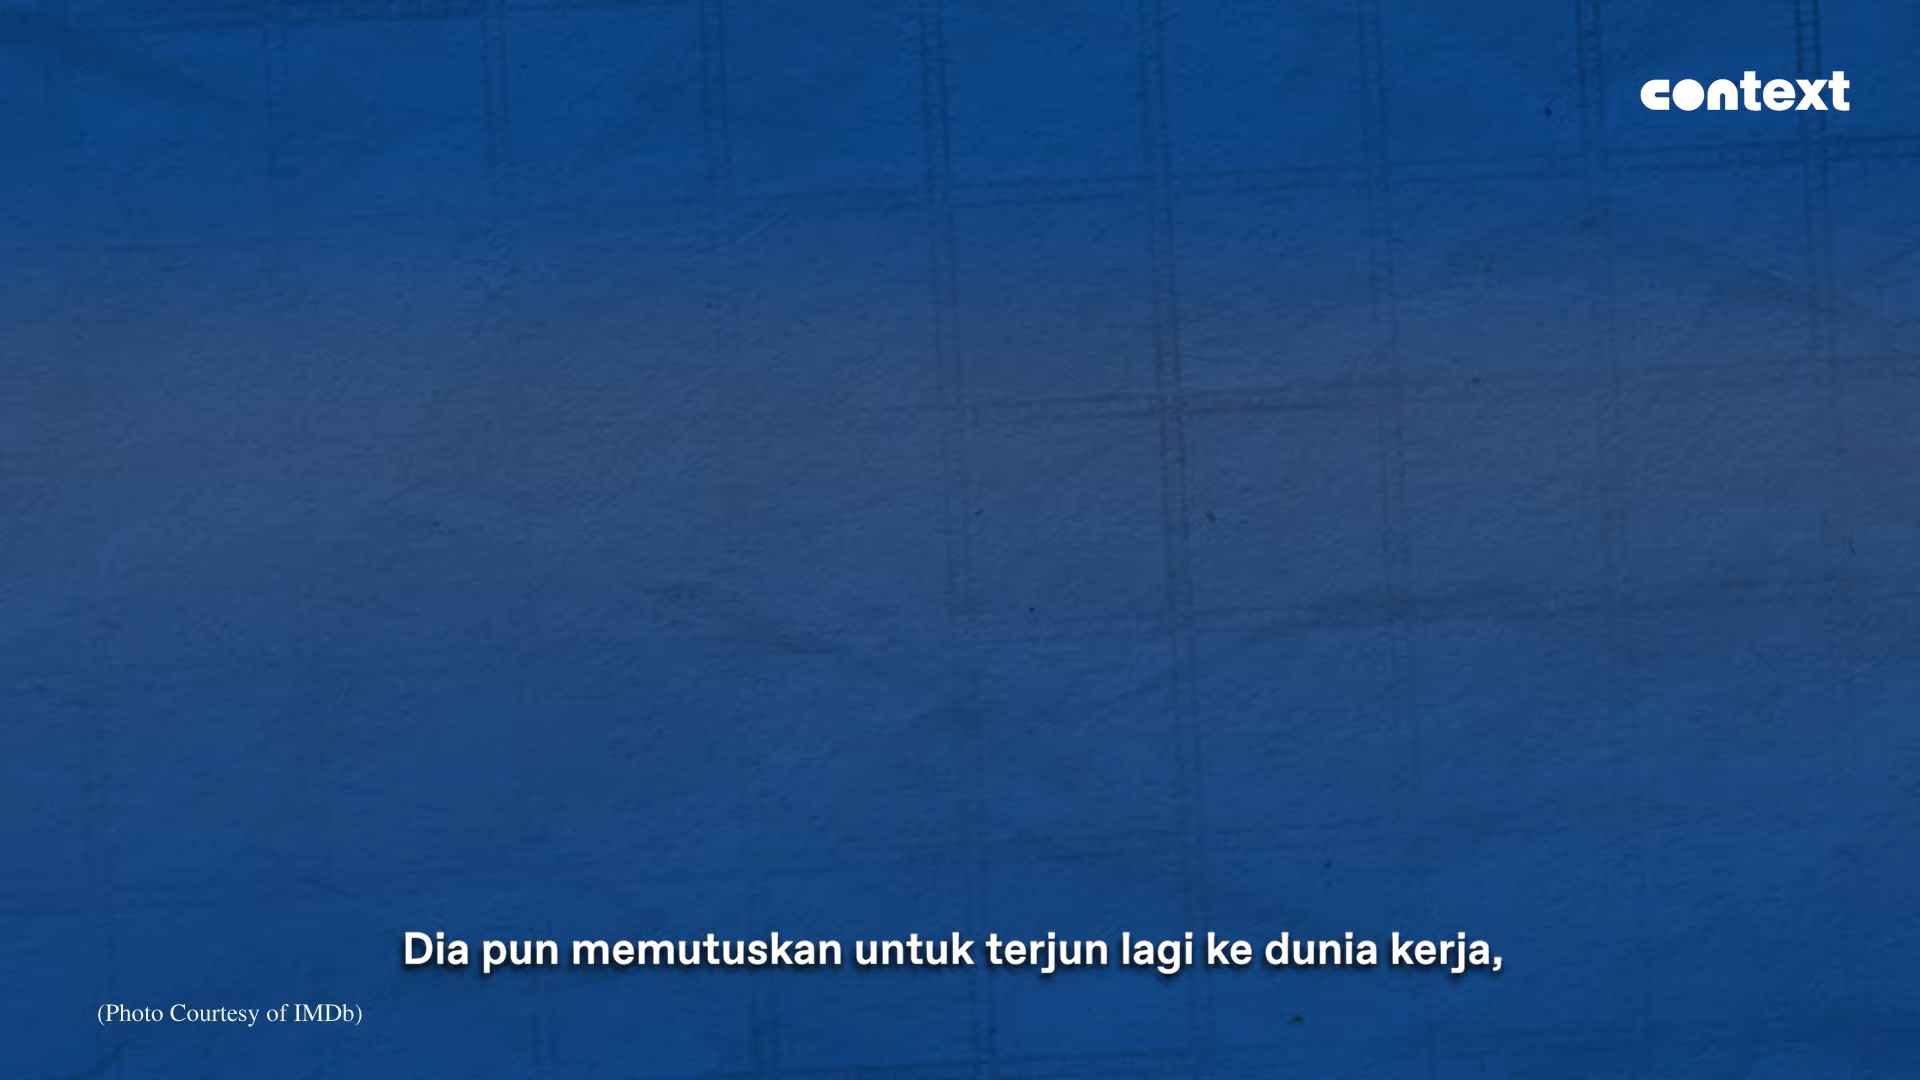 context
Dia pun memutuskan untuk terjun lagi ke dunia kerja,
(Photo Courtesy of IMDb)